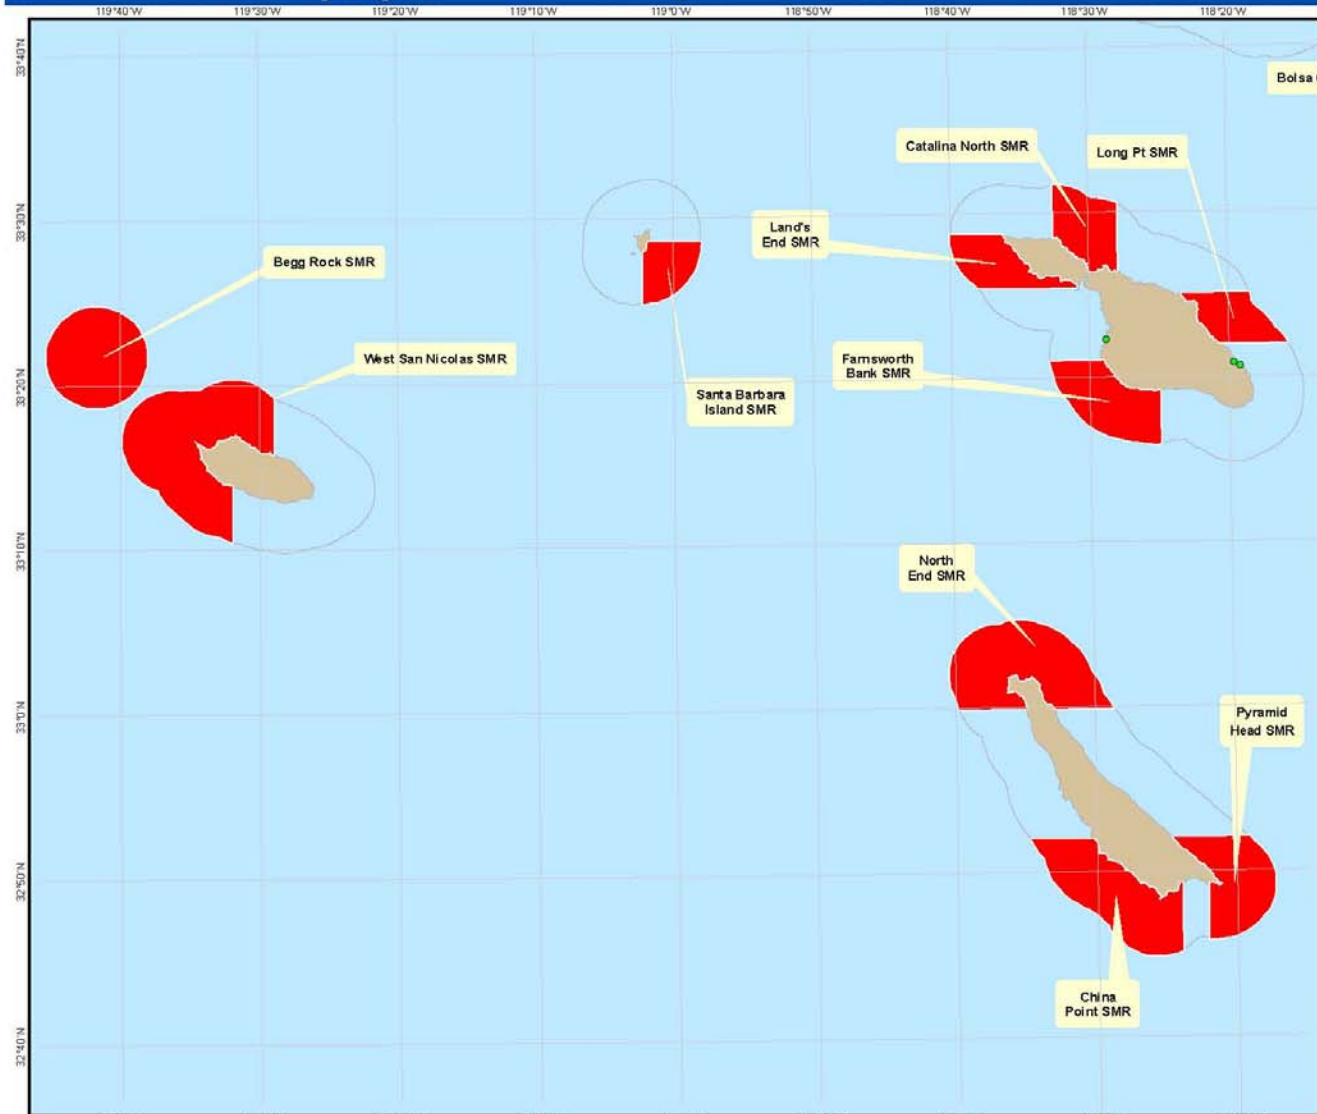 119°40'W 119°30'W 119°20'W 119°10'W 119°0'W 118°50'W 118°40'W 118°30'W 118°20'W
33°40'N
Bolsa
Catalina North SMR
Long Pt SMR
33°30'N
Land's
End SMR
Begg Rock SMR
West San Nicolas SMR
Farnsworth
Bank SMR
33°20'N
Santa Barbara
Island SMR
33°10'N
North
End SMR
33°0'N
Pyramid
Head SMR
32°50'N
China
Point SMR
32°40'N